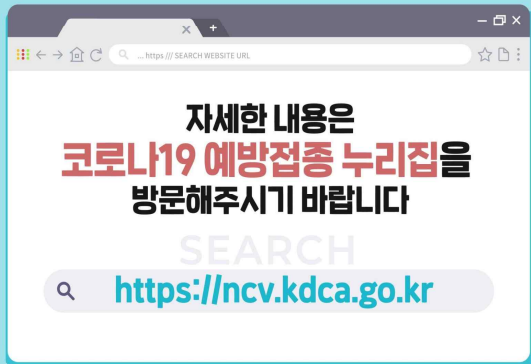 ... https /// SEARCH WEBSITE URL
자세한 내용은
코로나19 예방접종 누리집을
방문해주시기 바랍니다
SEARCH
https://ncv.kdca.go.kr